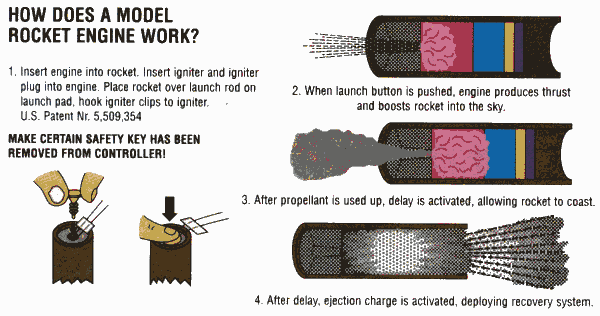 HOW DOES A MODEL
ROCKET ENGINE WORK?
1. Insert engine into rocket. Insert igniter and igniter
plug into engine. Place rocket over launch rod on
launch pad, hook igniter clips to igniter.
U.S. Patent Nr. 5,509,354
MAKE CERTAIN SAFETY KEY HAS BEEN
REMOVED FROM CONTROLLER!
2. When launch button is pushed, engine produces thrust
and boosts rocket into the sky.
3. After propellant is used up, delay is activated, allowing rocket to coast.
4. After delay, ejection charge is activated, deploying recovery system.